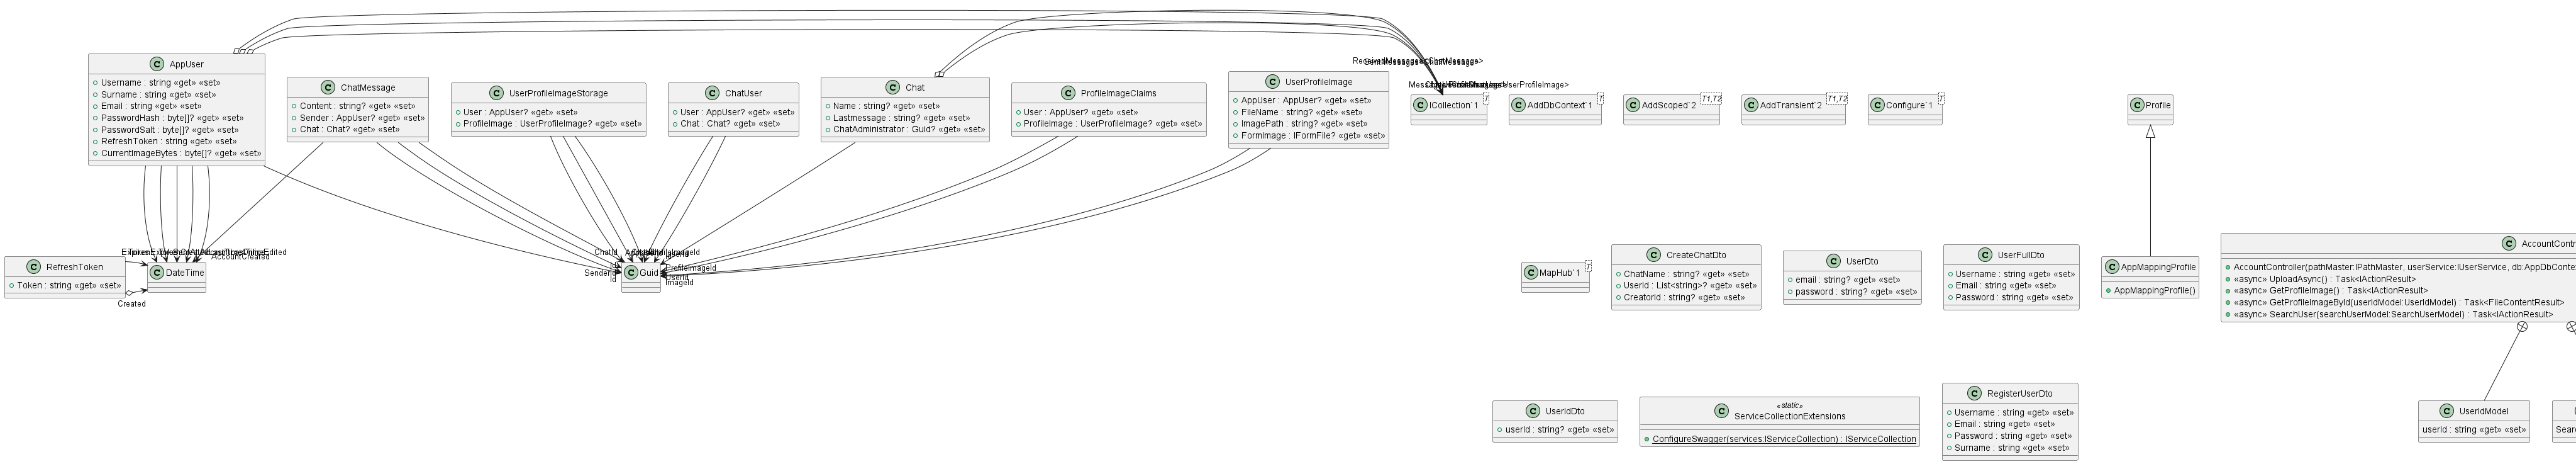 AppUser
Username : string «get» «set»
Surname : string «get» «set»
Email : string «get» «set»
PasswordHash : byte[]? «get» «set»
PasswordSalt : byte[]? «get» «set»
RefreshToken : string «get» «set»
CurrentImageBytes : byte[]? «get» «set»
ChatMessage
Content : string? «get» «set»
Sender : AppUser? «get» «set»
Chat : Chat? «get» «set»
UserProfileImageStorage
User : AppUser? «get» «set»
ProfileImage : UserProfileImage? «get» «set»
ChatUser
User : AppUser? «get» «set»
Chat : Chat? «get» «set»
Chat
Name : string? «get» «set»
Lastmessage : string? «get» «set»
ChatAdministrator : Guid? «get» «set»
ProfileImageClaims
User : AppUser? «get» «set»
ProfileImage : UserProfileImage? «get» «set»
UserProfileImage
AppUser : AppUser? «get» «set»
FileName : string? «get» «set»
ImagePath : string? «get» «set»
FormImage : IFormFile? «get» «set»
ICollection`1
T
AddDbContext`1
T
AddScoped`2
T1,T2
AddTransient`2
T1,T2
Configure`1
T
Profile
RefreshToken
Token : string «get» «set»
AccountCreated
DateTime
Created
ChatId
Id
SenderId
Id
Guid
UserId
ProfileImageId
UserId
ImageId
MapHub`1
T
CreateChatDto
ChatName : string? «get» «set»
UserId : List<string>? «get» «set»
CreatorId : string? «get» «set»
UserDto
email : string? «get» «set»
password : string? «get» «set»
UserFullDto
Username : string «get» «set»
Email : string «get» «set»
Password : string «get» «set»
AppMappingProfile
AppMappingProfile()
AccountContr
AccountController(pathMaster:IPathMaster, userService:IUserService, db:AppDbConte
«async» UploadAsync() : Task<IActionResult>
«async» GetProfileImage() : Task<IActionResult>
«async» GetProfileImageById(userIdModel:UserIdModel) : Task<FileContentResult>
«async» SearchUser(searchUserModel:SearchUserModel) : Task<IActionResult>
UserIdDto
userId : string? «get» «set»
«static»
ServiceCollectionExtensions
ConfigureSwagger(services:IServiceCollection) : IServiceCollection
RegisterUserDto
Username : string «get» «set»
Email : string «get» «set»
Password : string «get» «set»
Surname : string «get» «set»
UserIdModel
userId : string «get» «set»
Sear